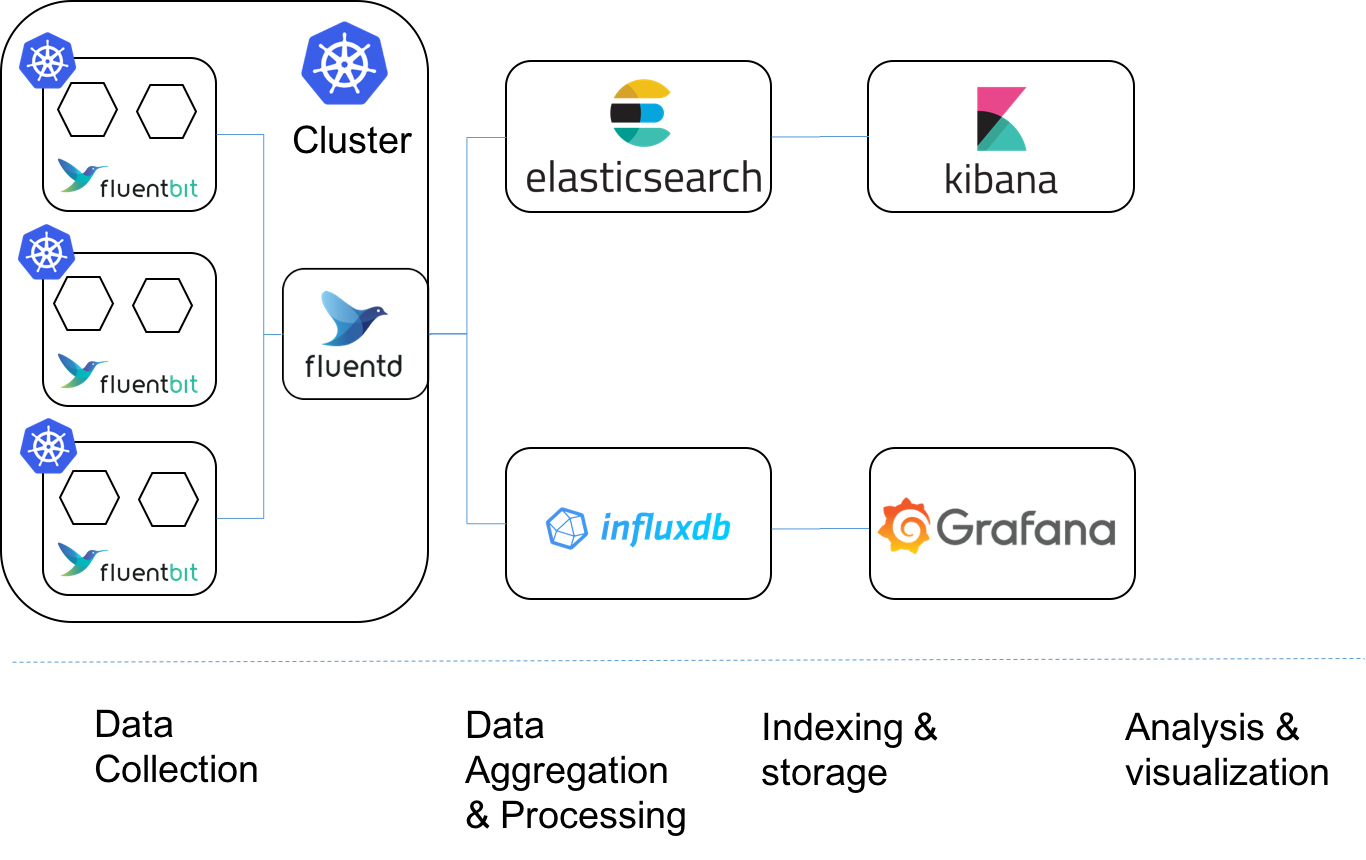 Cluster
fluentbit
fluentbit
fluentbit
fluentd
elasticsearch
kibana
influxdb
Grafana
Data
Collection
Data
Aggregation
& Processing
Indexing &
storage
Analysis &
visualization